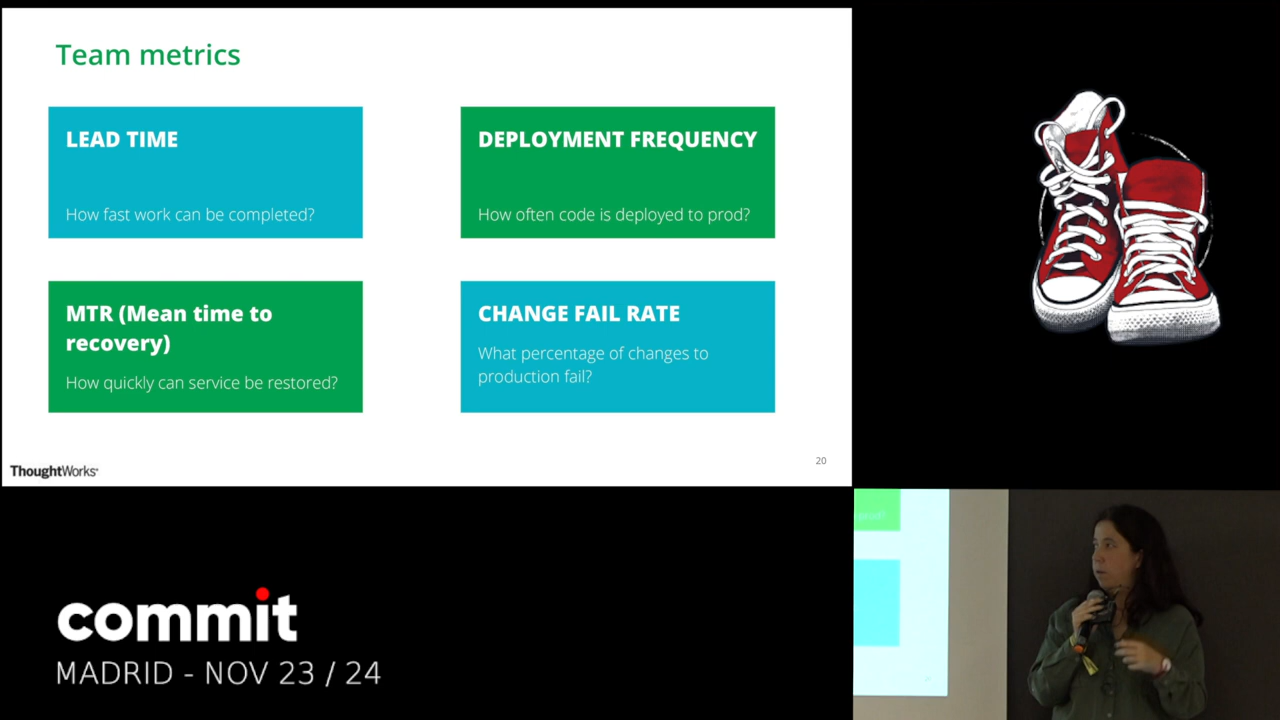 Team metrics
LEAD TIME
How fast work can be completed?
DEPLOYMENT FREQUENCY
How often code is deployed to prod?
MTR (Mean time to
recovery)
How quickly can service be restored?
CHANGE FAIL RATE
What percentage of changes to
production fail?
ThoughtWorks
20
commit
MADRID - NOV 23 / 24
prod?